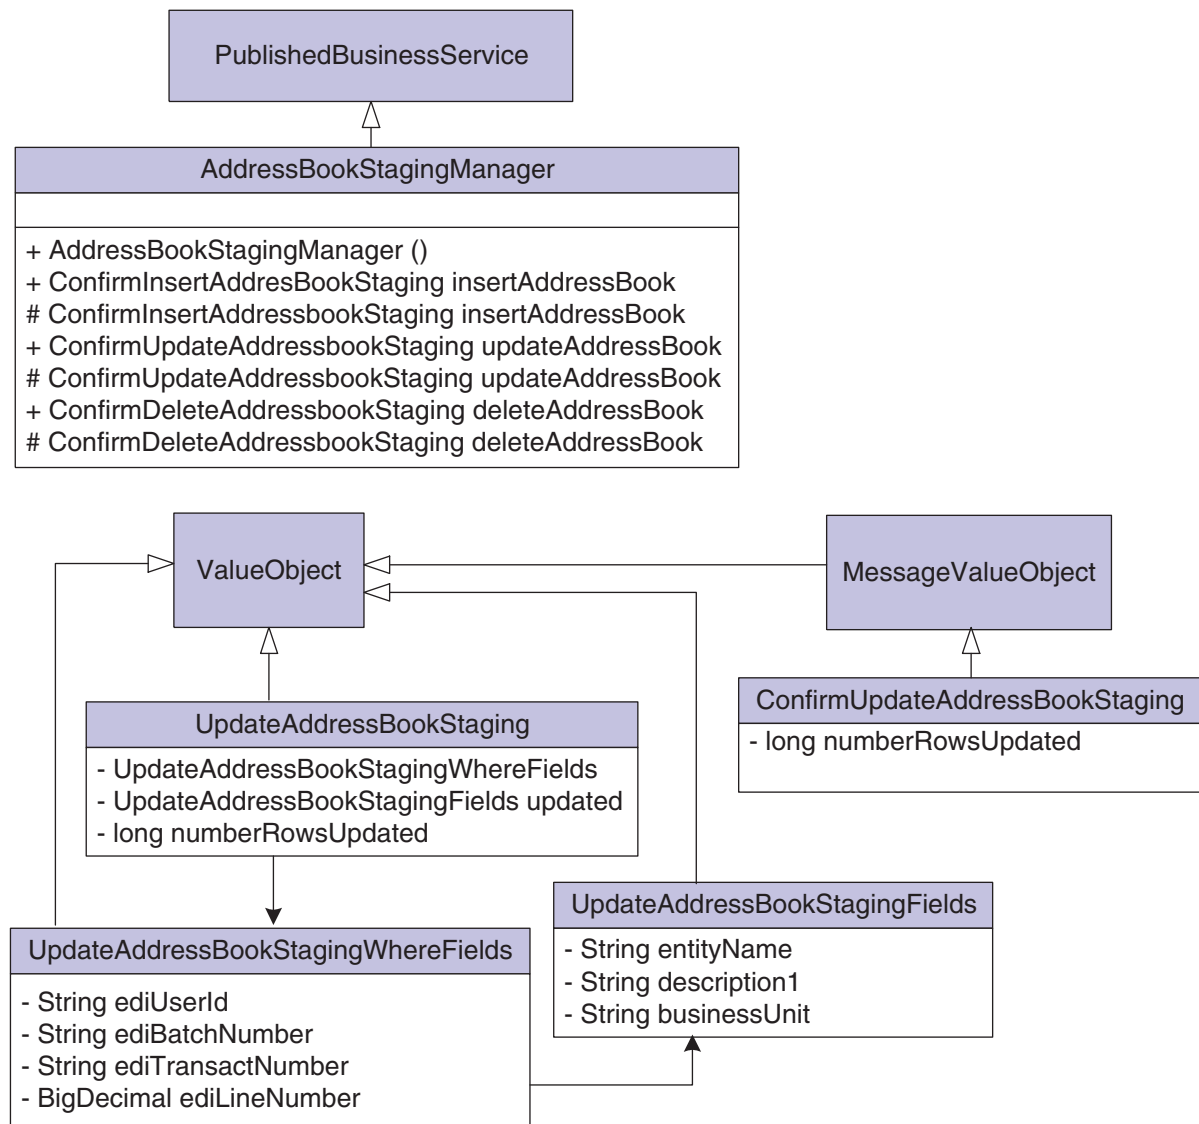 PublishedBusinessService
AddressBookStagingManager
+ AddressBookStagingManager ()
+ ConfirmInsertAddresBookStaging insertAddressBook
# ConfirmInsertAddressbookStaging insertAddressBook
+ ConfirmUpdateAddressbookStaging updateAddressBook
# ConfirmUpdateAddressbookStaging updateAddressBook
+ ConfirmDeleteAddressbookStaging deleteAddressBook
# ConfirmDeleteAddressbookStaging deleteAddressBook
ValueObject
MessageValueObject
UpdateAddressBookStaging
- UpdateAddressBookStagingWhereFields
- UpdateAddressBookStagingFields updated
- long numberRowsUpdated
ConfirmUpdateAddressBookStaging
- long numberRowsUpdated
UpdateAddressBookStagingWhereFields
- String ediUserId
- String ediBatchNumber
- String ediTransactNumber
- BigDecimal ediLineNumber
UpdateAddressBookStagingFields
- String entityName
- String description1
- String businessUnit